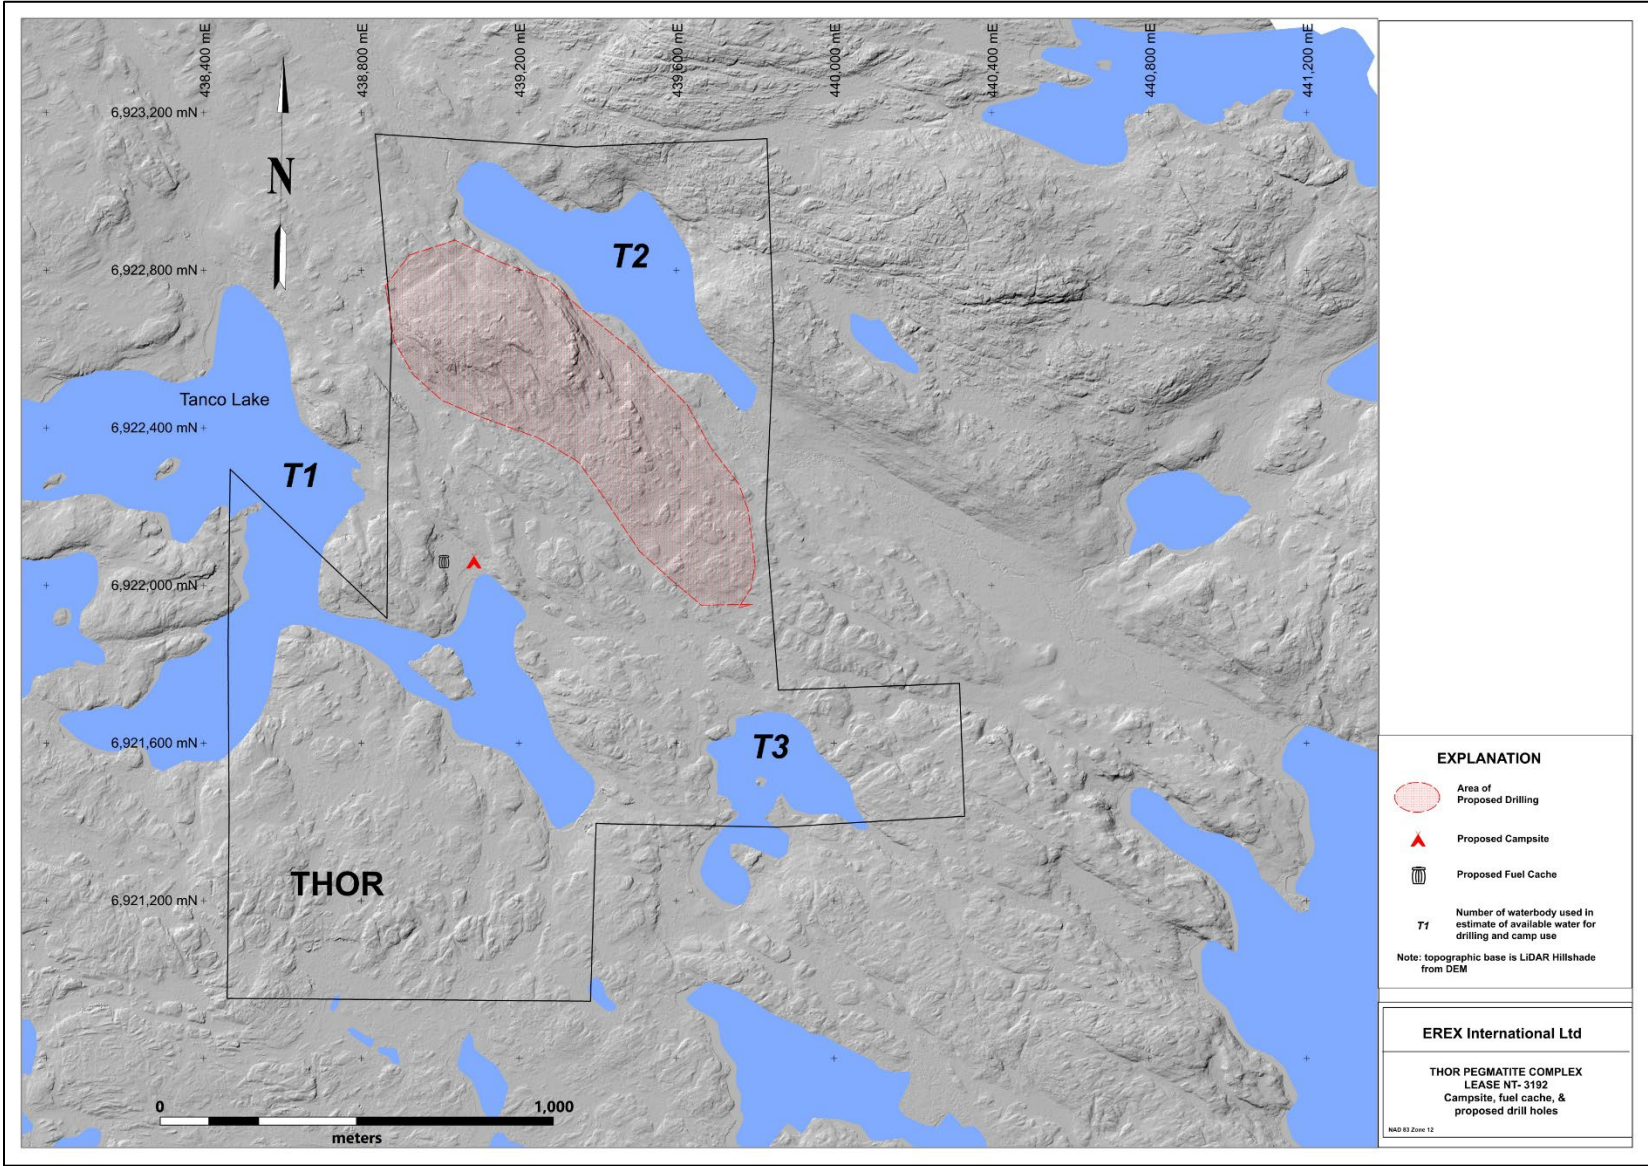 438,400 mE
438,800 mE
439,200 mE
439,600 mE
440,000 mE
440,400 mE
440,800 mE
441,200 mE
6,923,200 mN
N
T2
6,922,800 mN
Tanco Lake
6,922,400 mN
T1
6,922,000 mN
6,921,600 mN
T3
THOR
6,921,200 mN
0
1,000
meters
EXPLANATION
Area of
Proposed Drilling
Proposed Campsite
Proposed Fuel Cache
T1
Number of waterbody used in
estimate of available water for
drilling and camp use
Note: topographic base is LiDAR Hillshade
from DEM
EREX International Ltd
THOR PEGMATITE COMPLEX
LEASE NT- 3192
Campsite, fuel cache, &
proposed drill holes
NAD 83 Zone 12